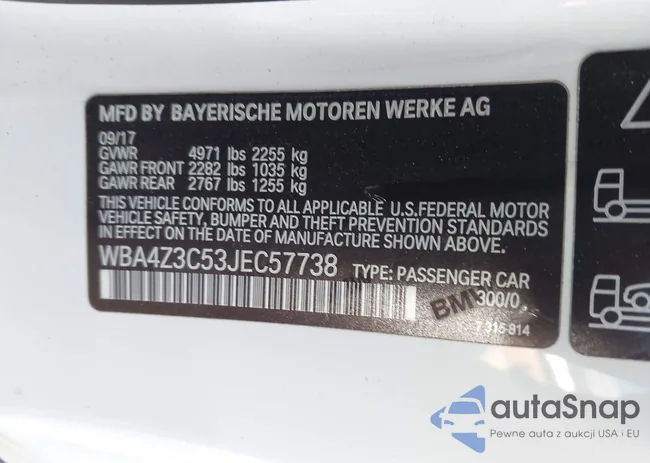 MFD BY BAYERISCHE MOTOREN WERKE AG
09/17
GVWR 4971 lbs 2255 kg
GAWR FRONT 2282 lbs 1035 kg
GAWR REAR 2767 lbs 1255 kg
THIS VEHICLE CONFORMS TO ALL APPLICABLE U.S.FEDERAL MOTOR
VEHICLE SAFETY, BUMPER AND THEFT PREVENTION STANDARDS
IN EFFECT ON THE DATE OF MANUFACTURE SHOWN ABOVE.
WBA4Z3C53JEC57738 TYPE: PASSENGER CAR
BMW 300/0
7 315 814
autaSnap
Pewne auta z aukcji USA i EU